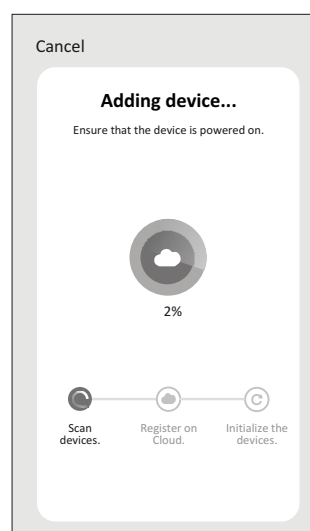 Cancel
Adding device...
Ensure that the device is powered on.
2%
Scan
devices.
Register on
Cloud.
Initialize the
devices.